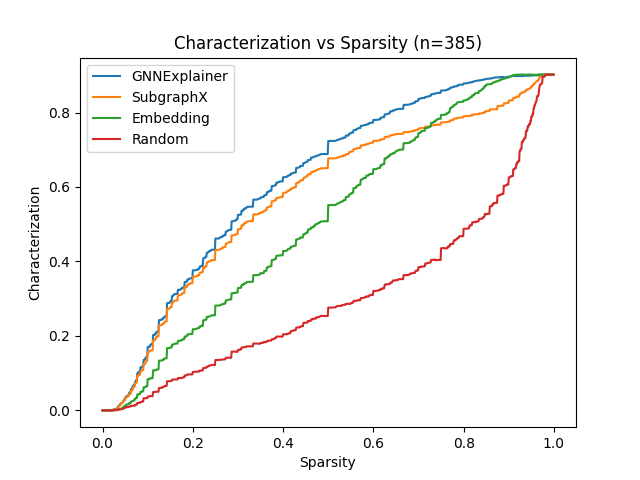 Characterization vs Sparsity (n=385)
GNNExplainer
SubgraphX
Embedding
Random
Characterization
0.8
0.6
0.4
0.2
0.0
0.0 0.2 0.4 0.6 0.8 1.0
Sparsity